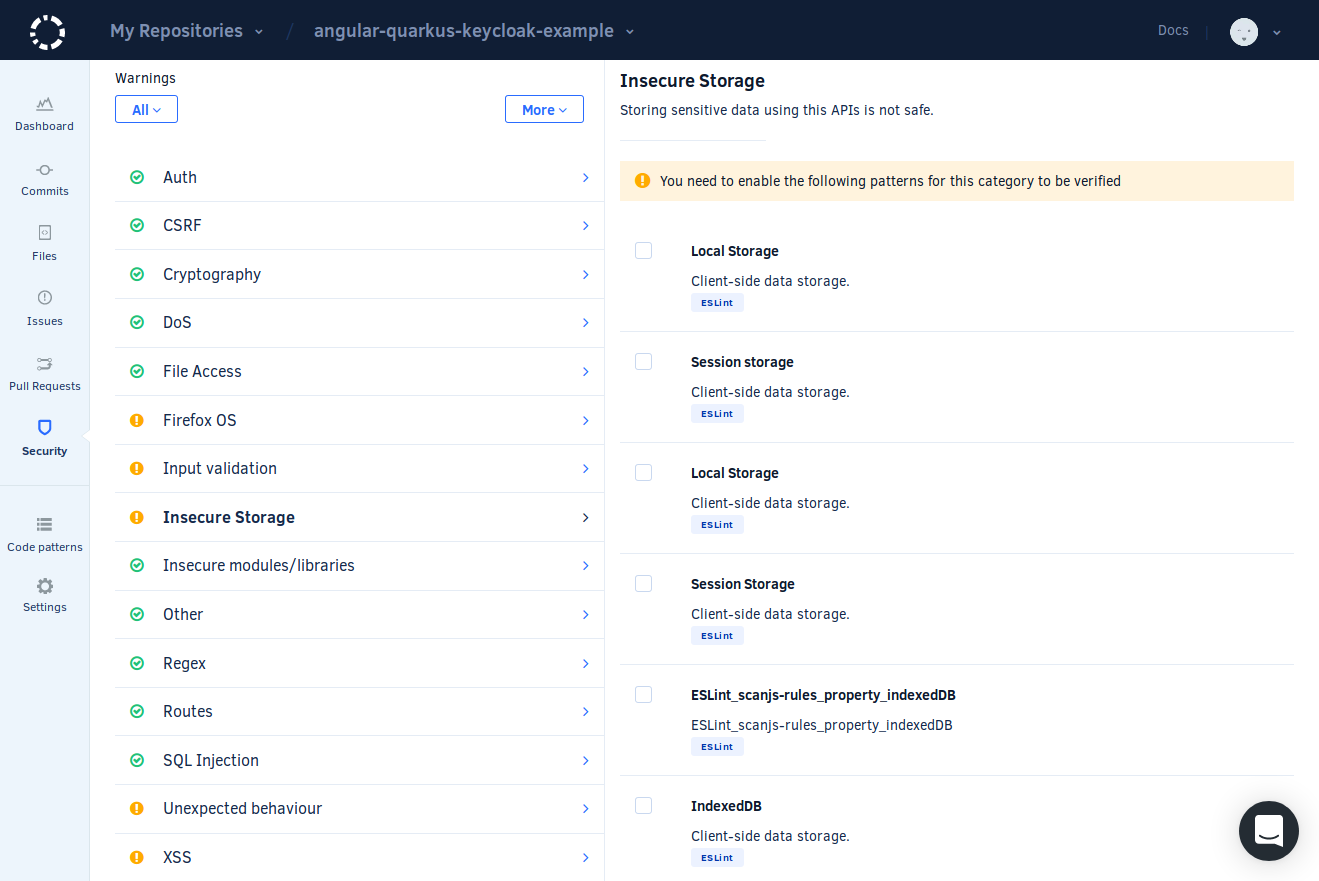 My Repositories
angular-quarkus-keycloak-example
Docs
Dashboard
Commits
Files
Issues
Pull Requests
Security
Code patterns
Settings
Warnings
All
More
Auth
CSRF
Cryptography
DoS
File Access
Firefox OS
Input validation
Insecure Storage
Insecure modules/libraries
Other
Regex
Routes
SQL Injection
Unexpected behaviour
XSS
Insecure Storage
Storing sensitive data using this APIs is not safe.
You need to enable the following patterns for this category to be verified
Local Storage
Client-side data storage.
ESLint
Session storage
Client-side data storage.
ESLint
Local Storage
Client-side data storage.
ESLint
Session Storage
Client-side data storage.
ESLint
ESLint_scanjs-rules_property_indexedDB
ESLint_scanjs-rules_property_indexedDB
ESLint
IndexedDB
Client-side data storage.
ESLint